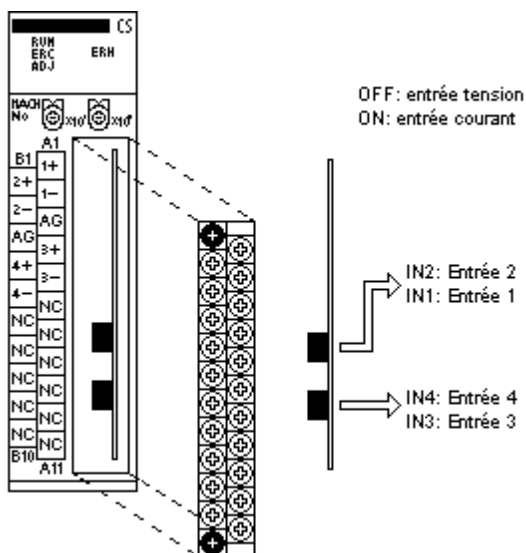 CS
RUN
ERC
ADJ
ERH
MACH
No
x10¹
x10⁰
A1
B1
1+
2+
1−
2−
AG
AG
3+
4+
3−
4−
NC
NC
NC
NC
NC
NC
NC
NC
NC
NC
NC
B10
A11
OFF: entrée tension
ON: entrée courant
IN2: Entrée 2
IN1: Entrée 1
IN4: Entrée 4
IN3: Entrée 3